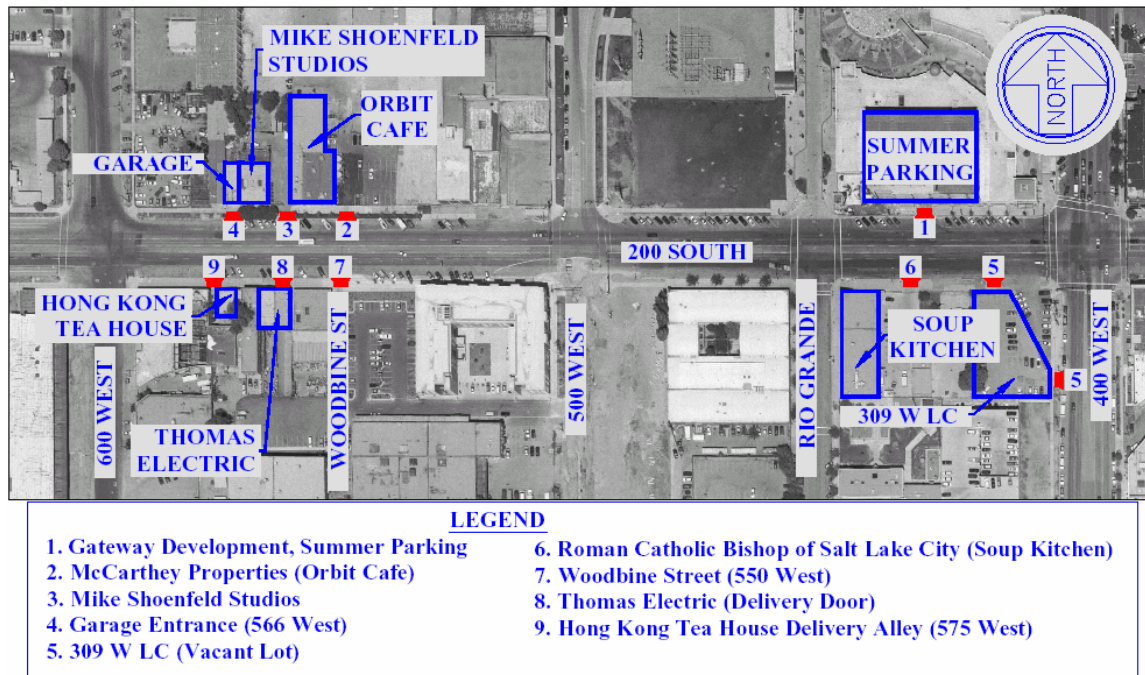 MIKE SHOENFELD
STUDIOS
ORBIT
CAFE
GARAGE
SUMMER
PARKING
NORTH
4
3
2
1
200 SOUTH
9
8
7
6
5
HONG KONG
TEA HOUSE
SOUP
KITCHEN
5
309 W LC
THOMAS
ELECTRIC
600 WEST
WOODBINE ST
500 WEST
RIO GRANDE
400 WEST
LEGEND
1. Gateway Development, Summer Parking
2. McCarthey Properties (Orbit Cafe)
3. Mike Shoenfeld Studios
4. Garage Entrance (566 West)
5. 309 W LC (Vacant Lot)
6. Roman Catholic Bishop of Salt Lake City (Soup Kitchen)
7. Woodbine Street (550 West)
8. Thomas Electric (Delivery Door)
9. Hong Kong Tea House Delivery Alley (575 West)